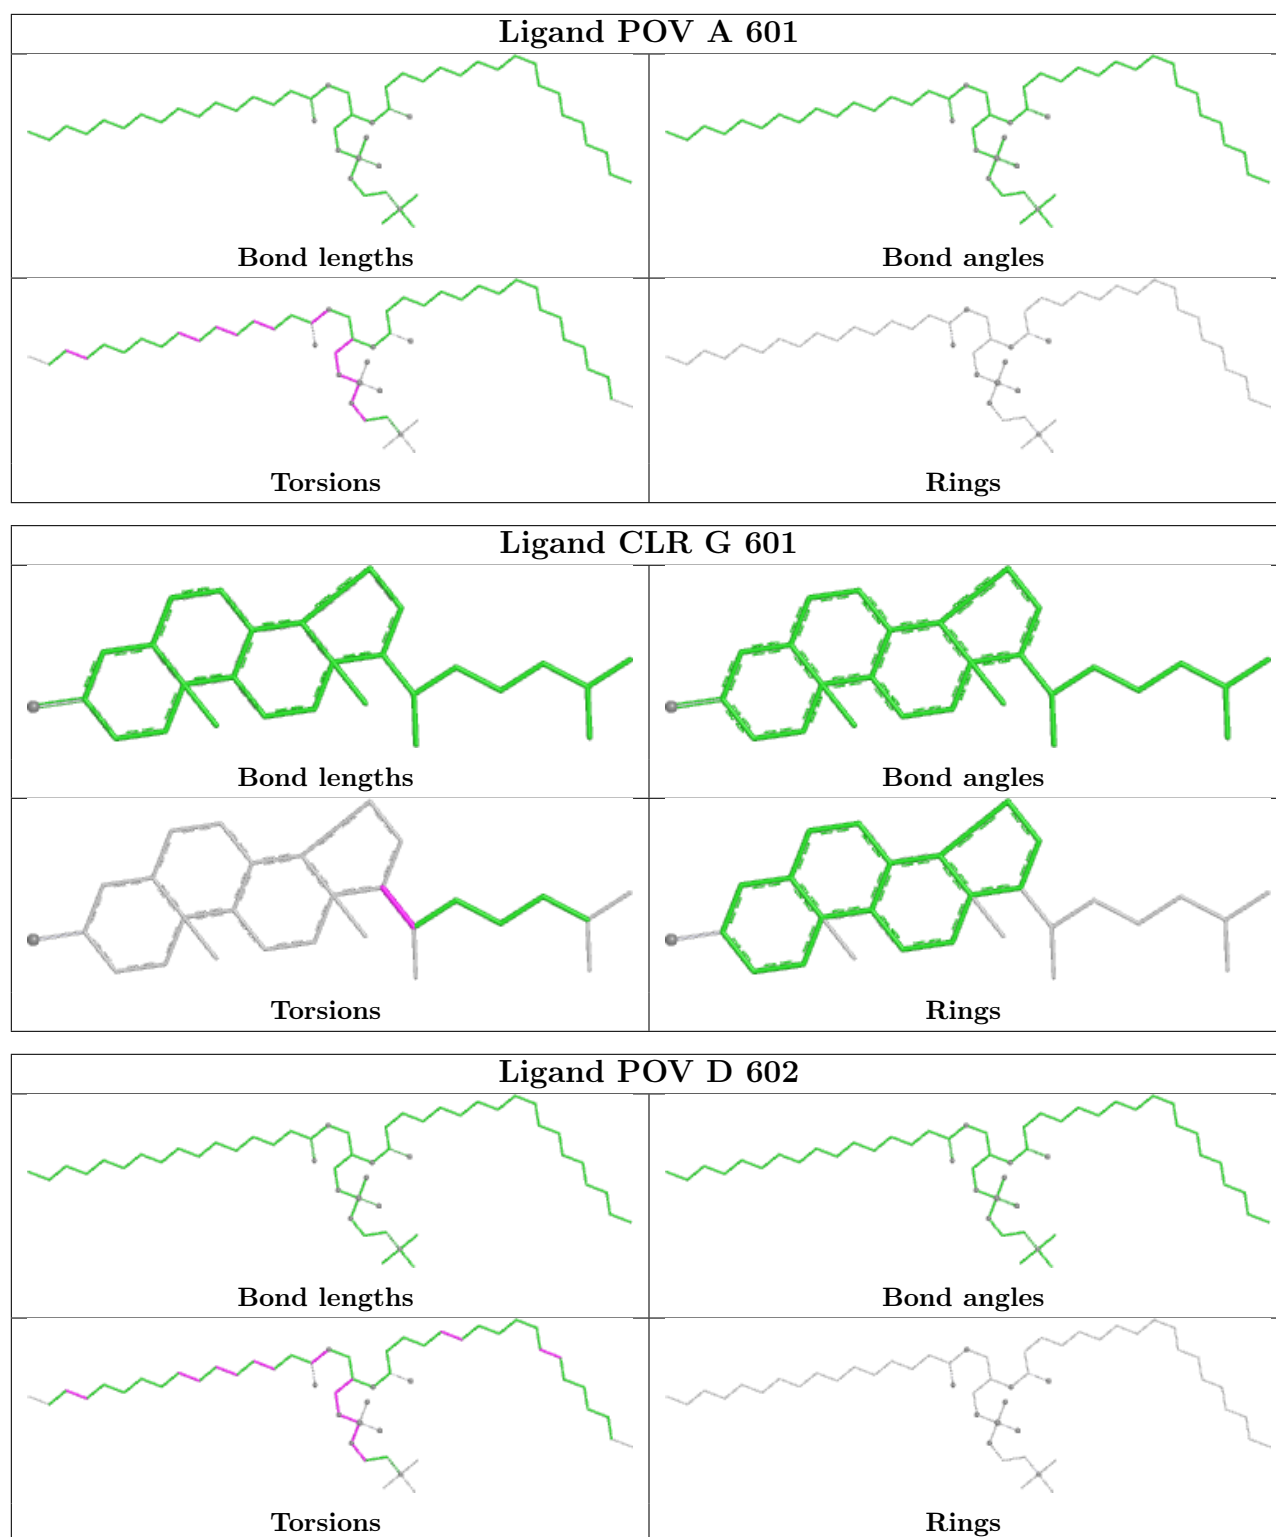 Ligand POV A 601
Bond lengths
Bond angles
Torsions
Rings
Ligand CLR G 601
Bond lengths
Bond angles
Torsions
Rings
Ligand POV D 602
Bond lengths
Bond angles
Torsions
Rings